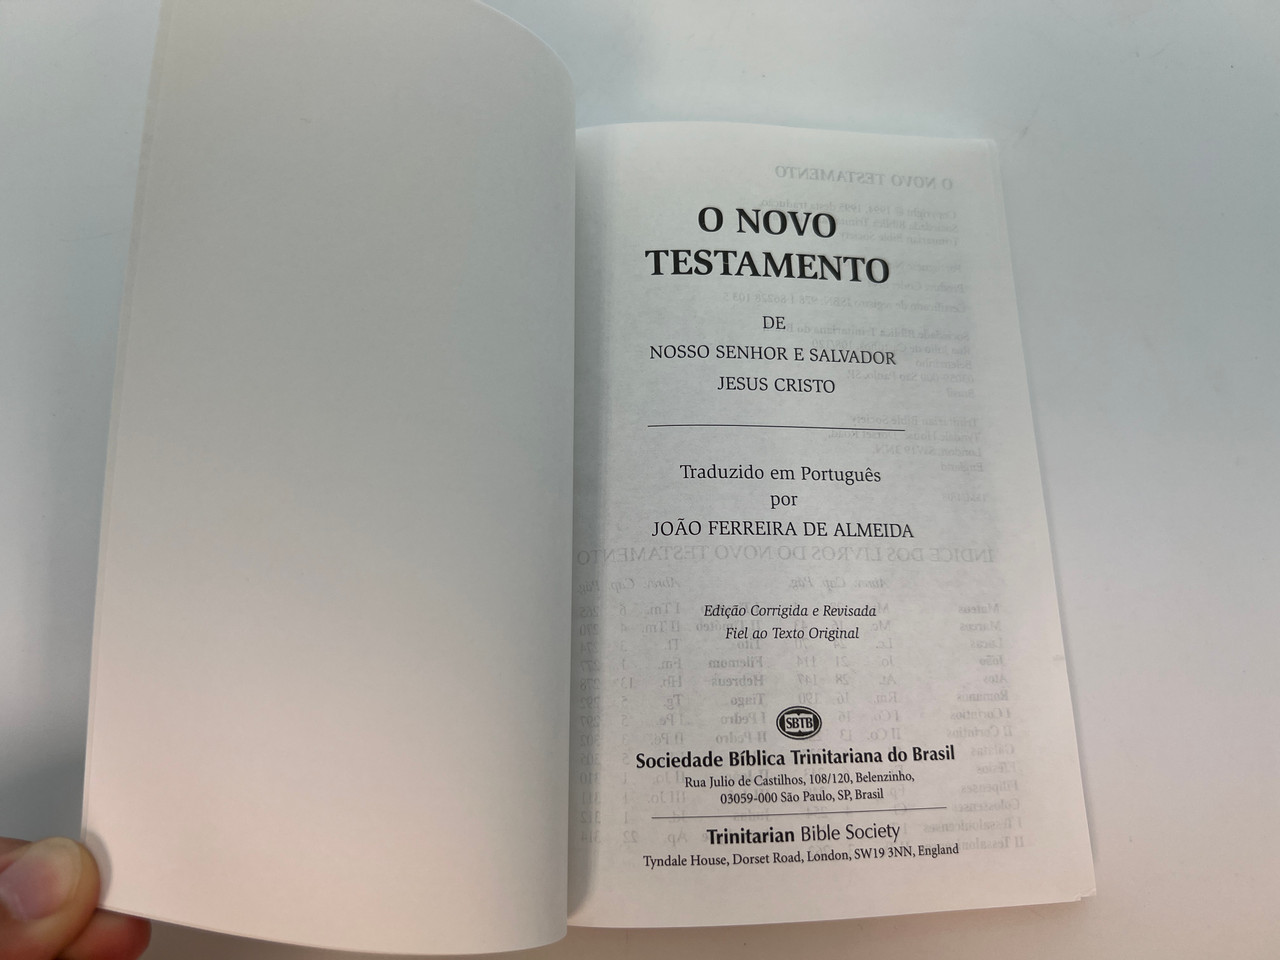 O NOVO
TESTAMENTO
DE
NOSSO SENHOR E SALVADOR
JESUS CRISTO
Traduzido em Português
por
JOÃO FERREIRA DE ALMEIDA
Edição Corrigida e Revisada
Fiel ao Texto Original
SBTB
Sociedade Bíblica Trinitariana do Brasil
Rua Julio de Castilhos, 108/120, Belenzinho,
03059-000 São Paulo, SP, Brasil
Trinitarian Bible Society
Tyndale House, Dorset Road, London, SW19 3NN, England